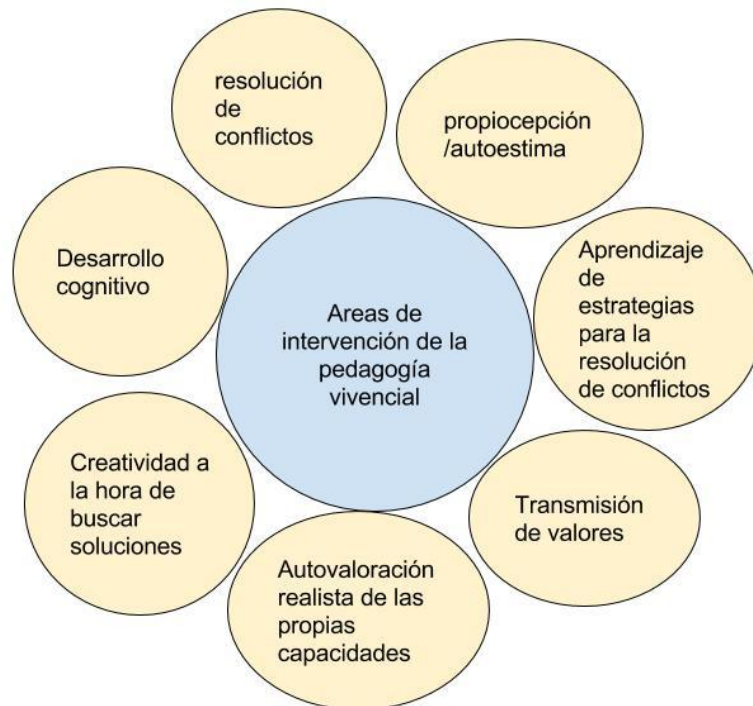 resolución
de
conflictos
propiocepción
/autoestima
Desarrollo
cognitivo
Areas de
intervención de la
pedagogía
vivencial
Aprendizaje
de
estrategias
para la
resolución
de conflictos
Creatividad a
la hora de
buscar
soluciones
Transmisión
de valores
Autovaloración
realista de las
propias
capacidades